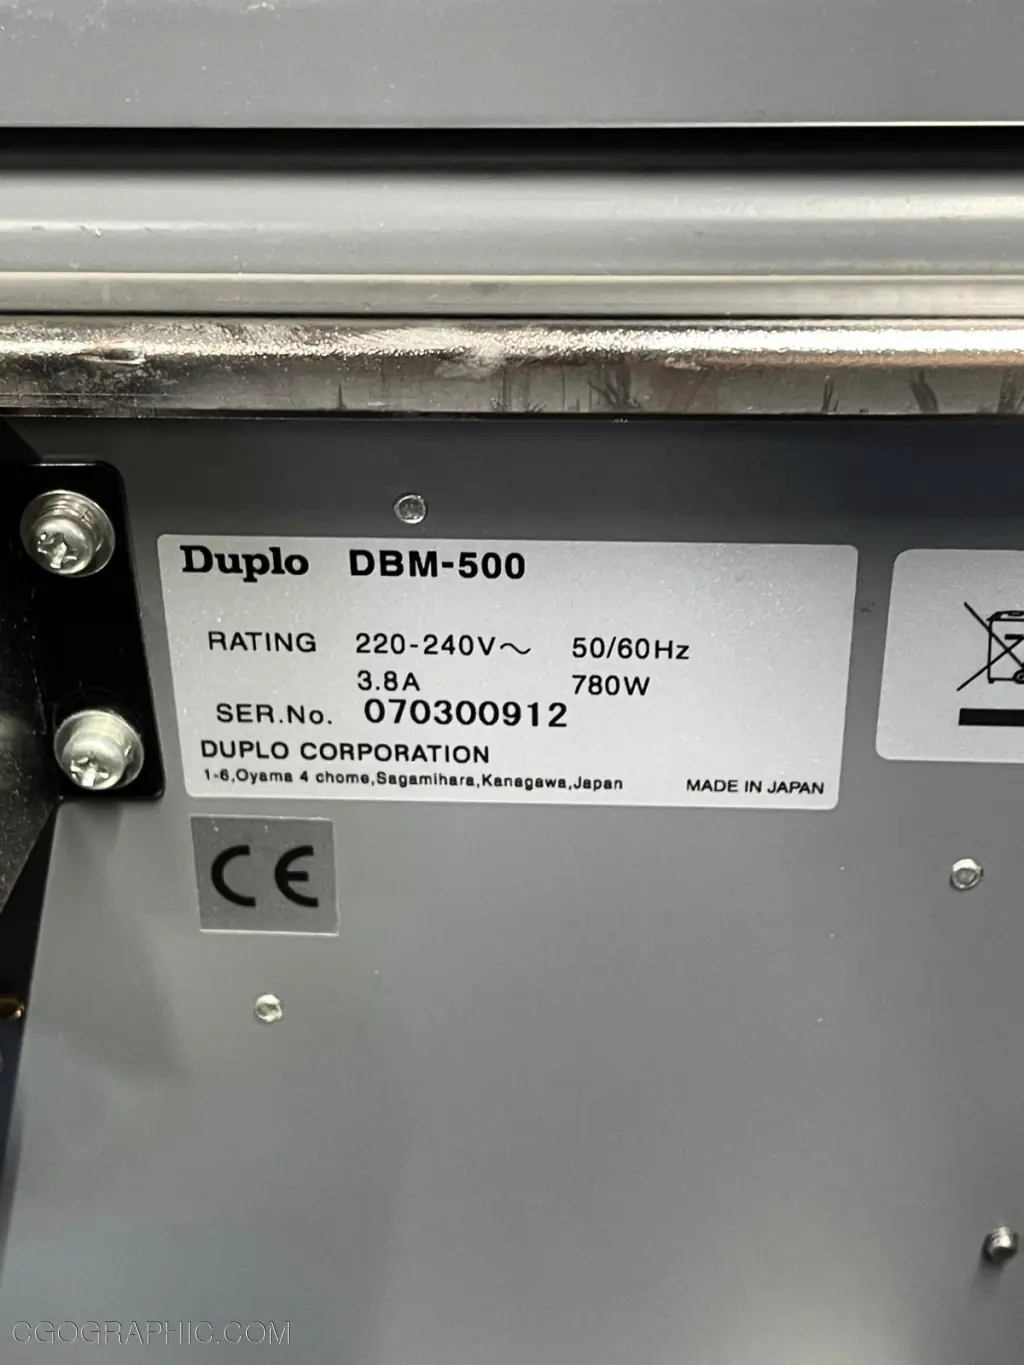 Duplo DBM-500
RATING 220-240V～ 50/60Hz
3.8A 780W
SER.No. 070300912
DUPLO CORPORATION
1-6,Oyama 4 chome,Sagamihara,Kanagawa,Japan MADE IN JAPAN
CE
CGOGRAPHIC.COM